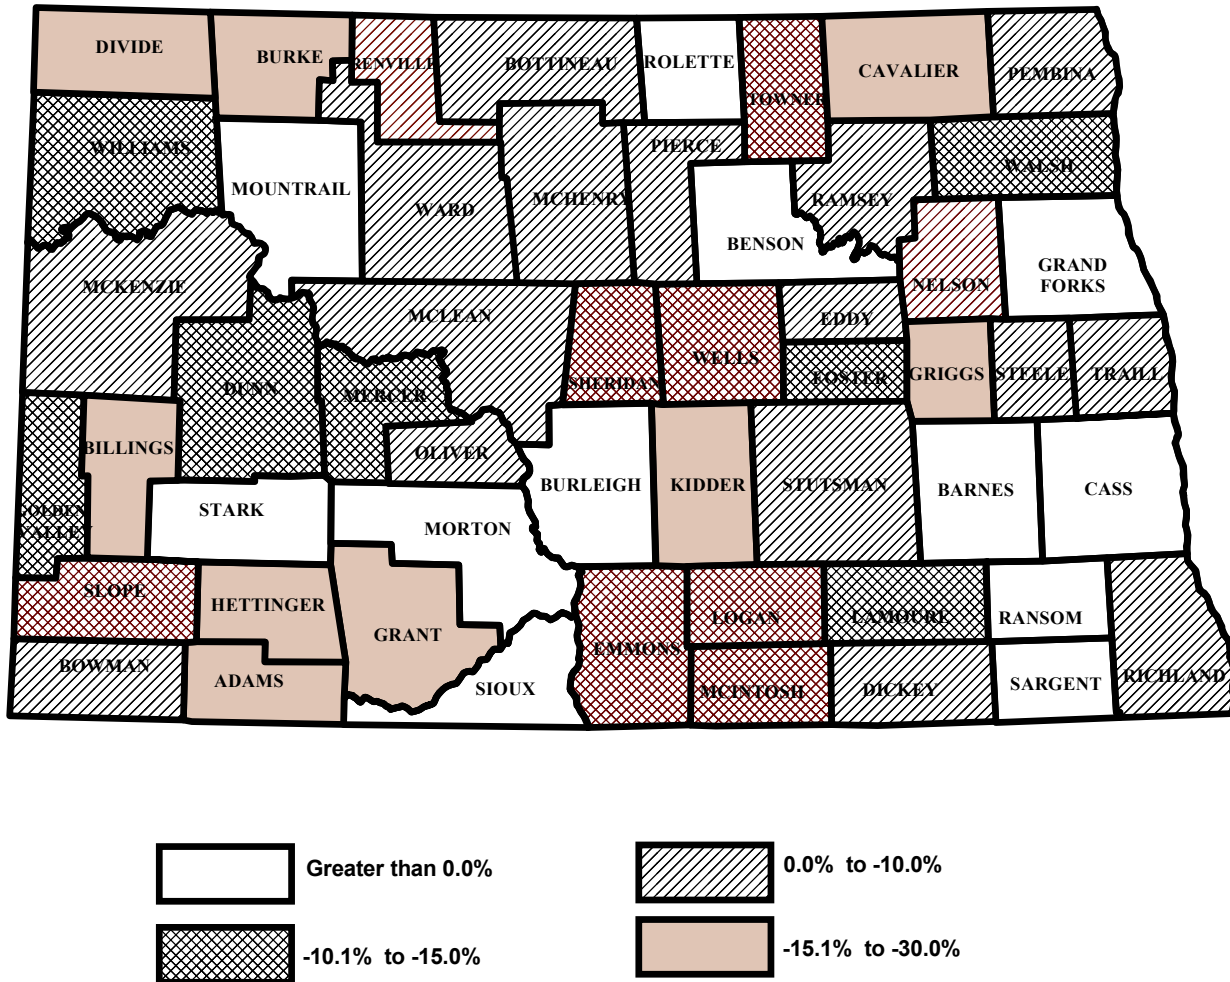 DIVIDE
BURKE
RENVILLE
BOTTINEAU
ROLETTE
TOWNER
CAVALIER
PEMBINA
WILLIAMS
MOUNTRAIL
WARD
MCHENRY
PIERCE
BENSON
RAMSEY
WALSH
MCKENZIE
MCLEAN
EDDY
NELSON
GRAND
FORKS
DUNN
MERCER
SHERIDAN
WELLS
FOSTER
GRIGGS
STEELE
TRAILL
BILLINGS
OLIVER
BURLEIGH
KIDDER
STUTSMAN
BARNES
CASS
GOLDEN
VALLEY
STARK
MORTON
SLOPE
HETTINGER
GRANT
EMMONS
LOGAN
LAMOURE
RANSOM
BOWMAN
ADAMS
SIOUX
MCINTOSH
DICKEY
SARGENT
RICHLAND
Greater than 0.0%
0.0% to -10.0%
-10.1% to -15.0%
-15.1% to -30.0%